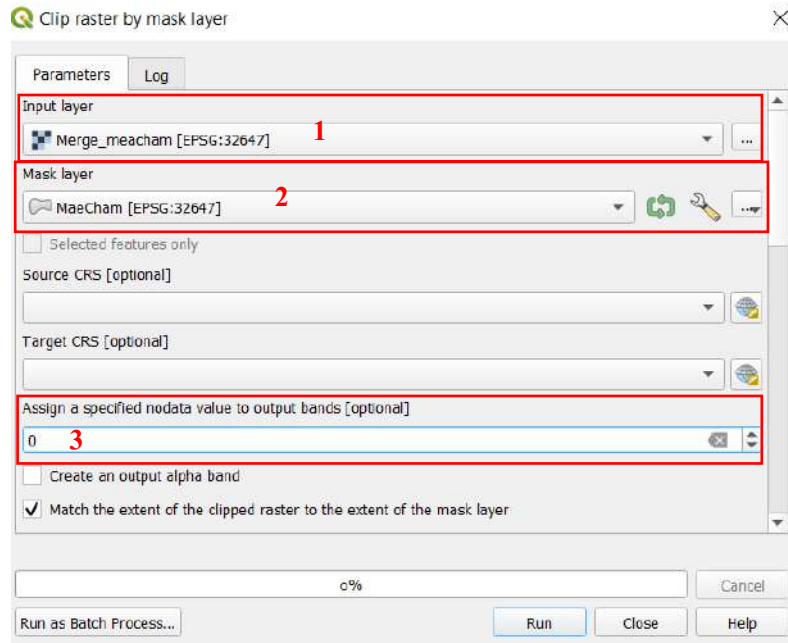 Clip raster by mask layer
Parameters Log
Input layer
Merge_meacham [EPSG:32647] 1 ...
Mask layer
MaeCham [EPSG:32647] 2 ...
Selected features only
Source CRS [optional]
Target CRS [optional]
Assign a specified nodata value to output bands [optional]
0 3
Create an output alpha band
Match the extent of the clipped raster to the extent of the mask layer
0% Cancel
Run as Batch Process... Run Close Help